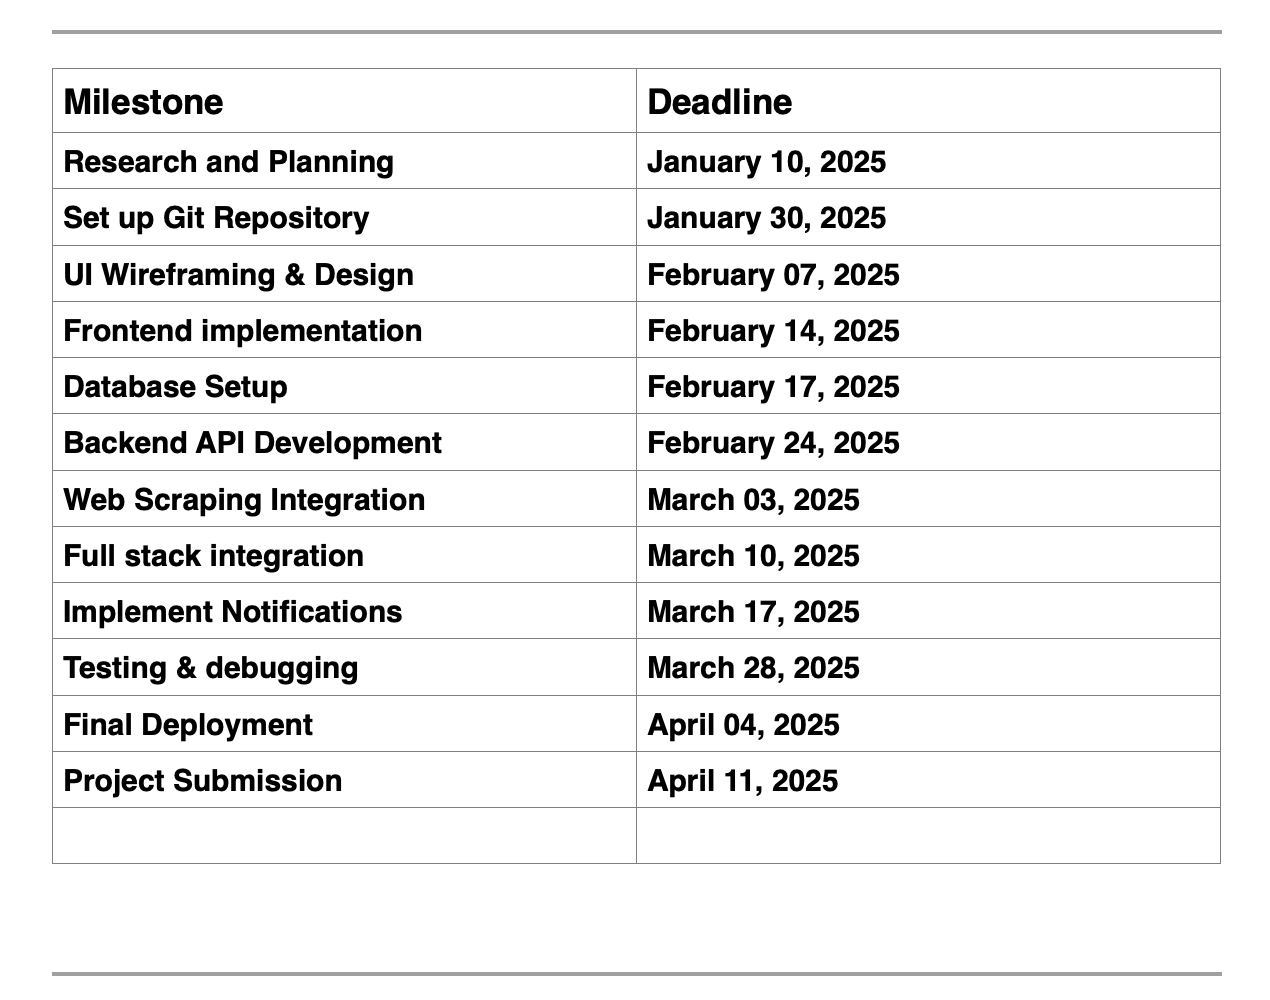 Milestone Deadline
Research and Planning January 10, 2025
Set up Git Repository January 30, 2025
UI Wireframing & Design February 07, 2025
Frontend implementation February 14, 2025
Database Setup February 17, 2025
Backend API Development February 24, 2025
Web Scraping Integration March 03, 2025
Full stack integration March 10, 2025
Implement Notifications March 17, 2025
Testing & debugging March 28, 2025
Final Deployment April 04, 2025
Project Submission April 11, 2025